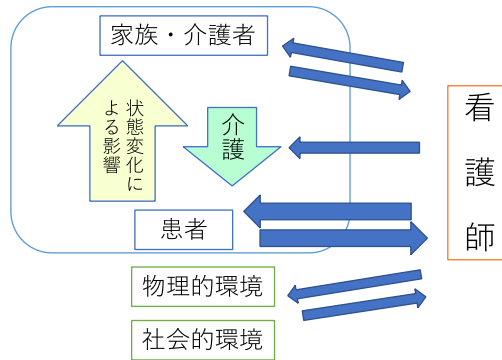 家族・介護者
状態変化に
よる影響
介護
看護師
患者
物理的環境
社会的環境